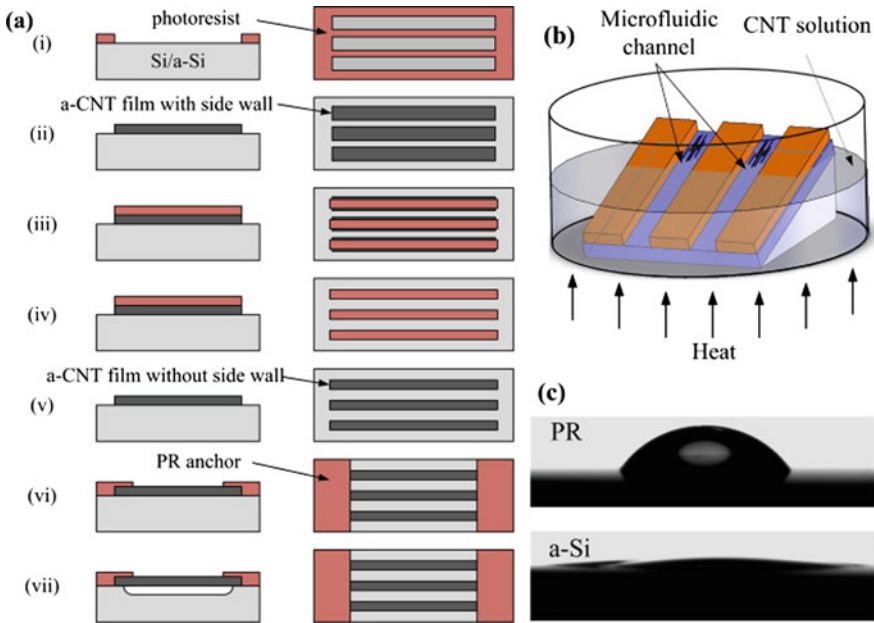 (a)
photoresist
(i)
Si/a-Si
a-CNT film with side wall
(ii)
(iii)
(iv)
a-CNT film without side wall
(v)
PR anchor
(vi)
(vii)
(b)
Microfluidic
channel
CNT solution
Heat
(c)
PR
a-Si